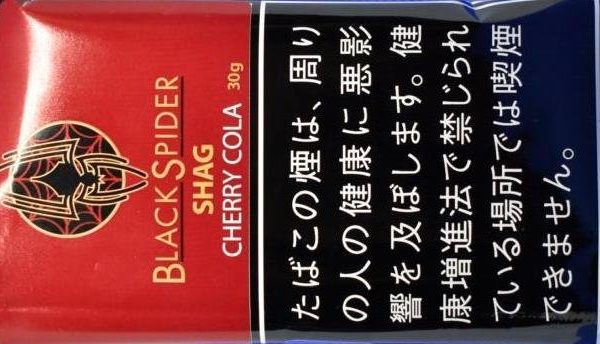 BLACK SPIDER
SHAG
CHERRY COLA 30g
たばこの煙は、周り
の人の健康に悪影
響を及ぼします。健
康増進法で禁じられ
ている場所では喫煙
できません。